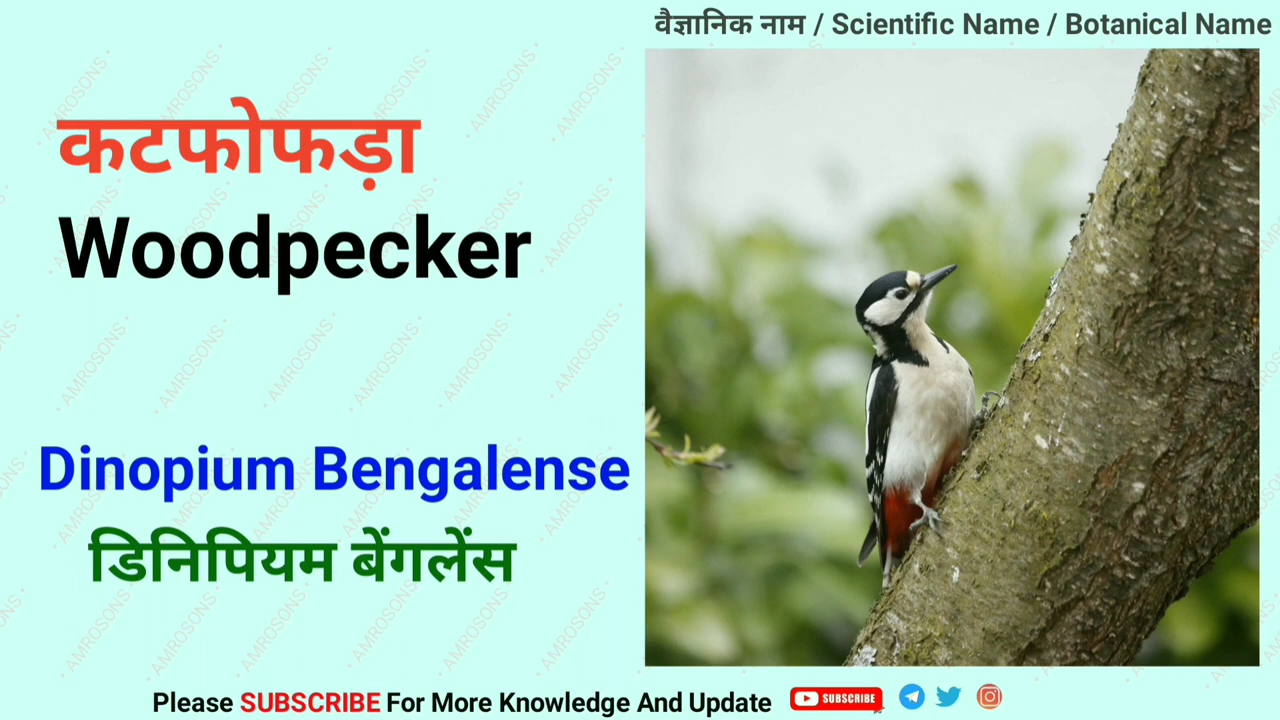 वैज्ञानिक नाम / Scientific Name / Botanical Name
कटफोफड़ा
Woodpecker
Dinopium Bengalense
डिनिपियम बेंगलेंस
Please SUBSCRIBE For More Knowledge And Update
SUBSCRIBE
AMROSONS